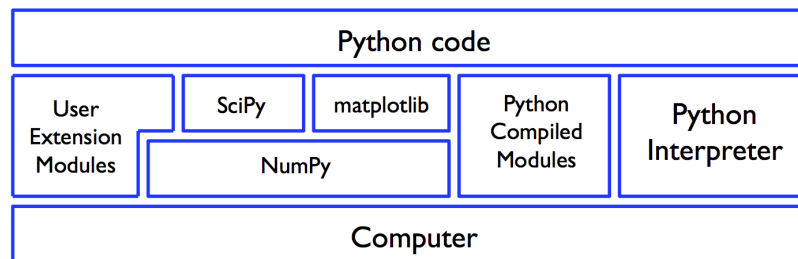 Python code
User
Extension
Modules
SciPy
matplotlib
NumPy
Python
Compiled
Modules
Python
Interpreter
Computer